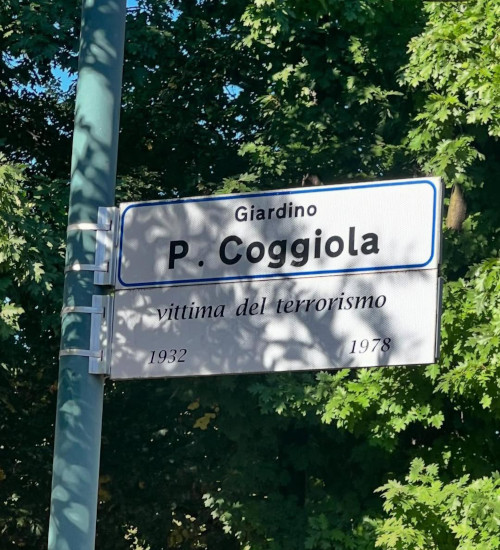 Giardino
P. Coggiola
vittima del terrorismo
1932 1978